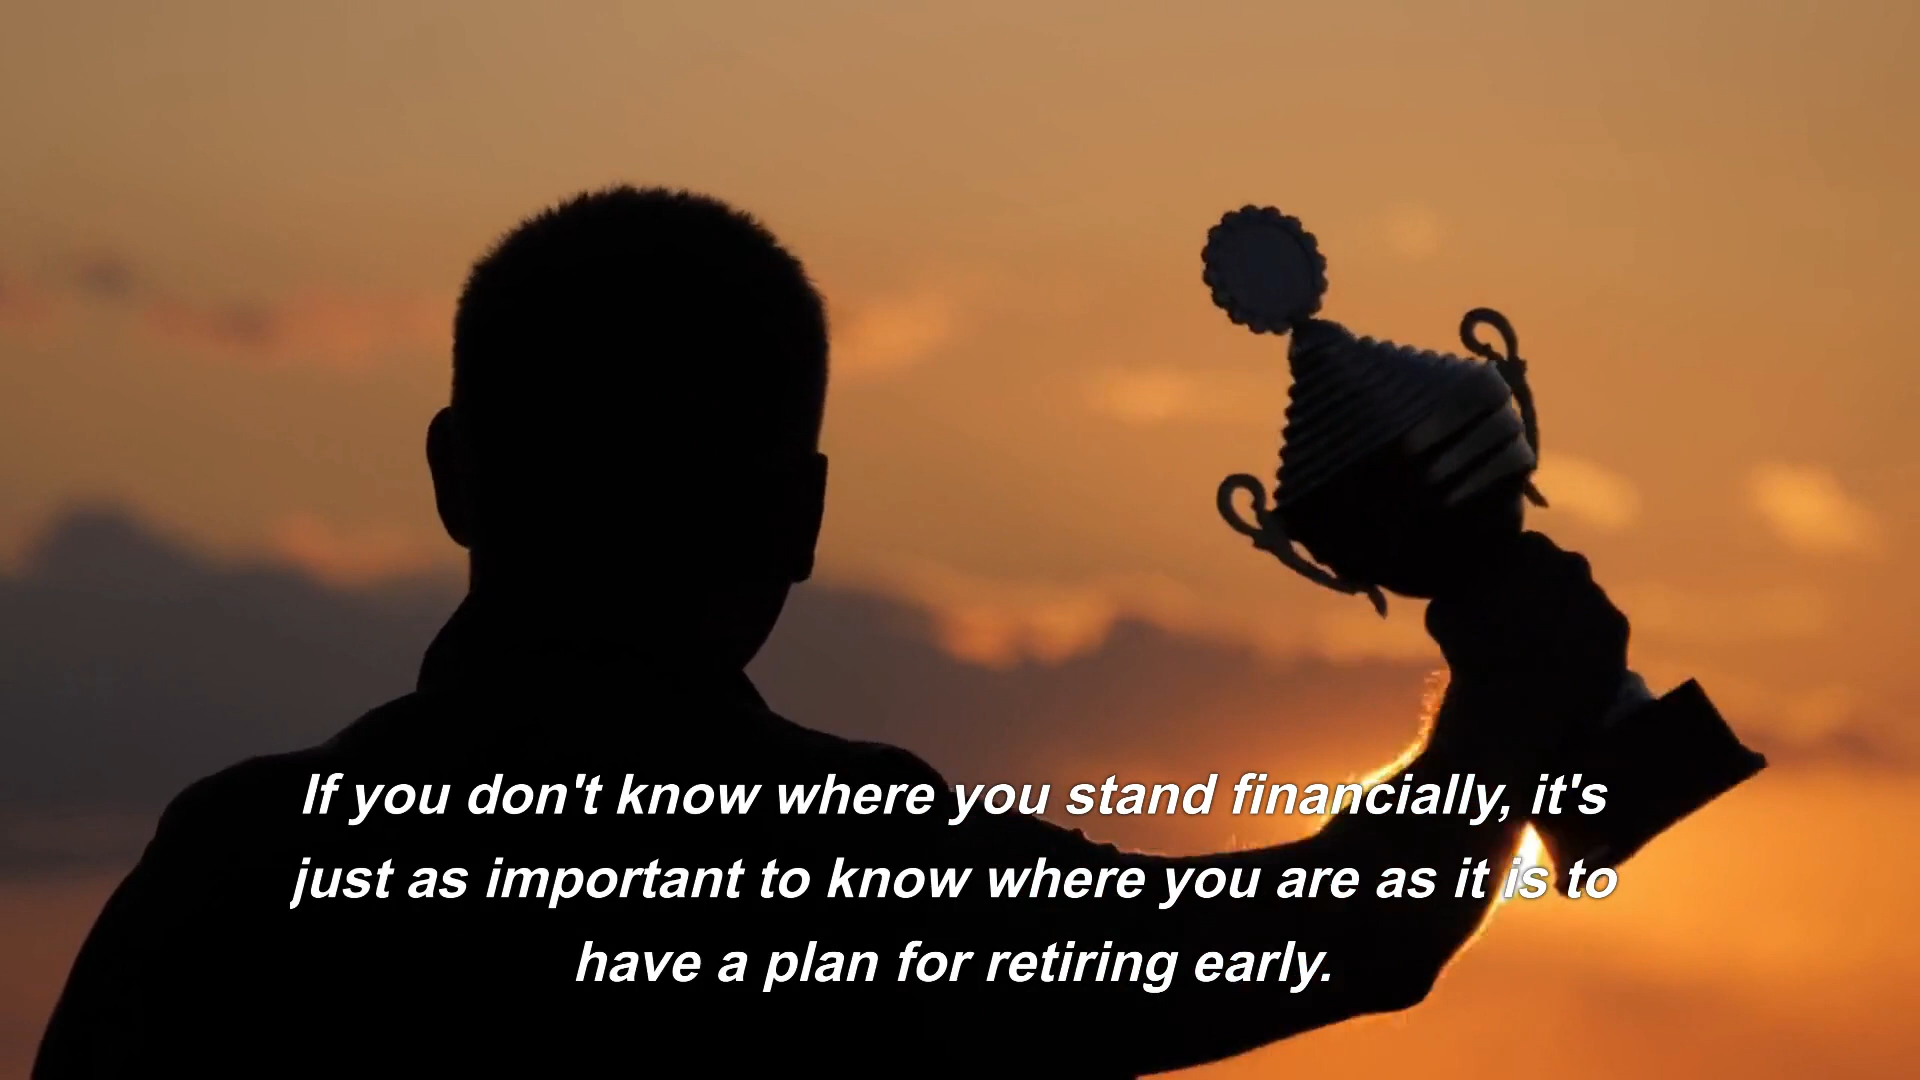 If you don't know where you stand financially, it's
just as important to know where you are as it is to
have a plan for retiring early.